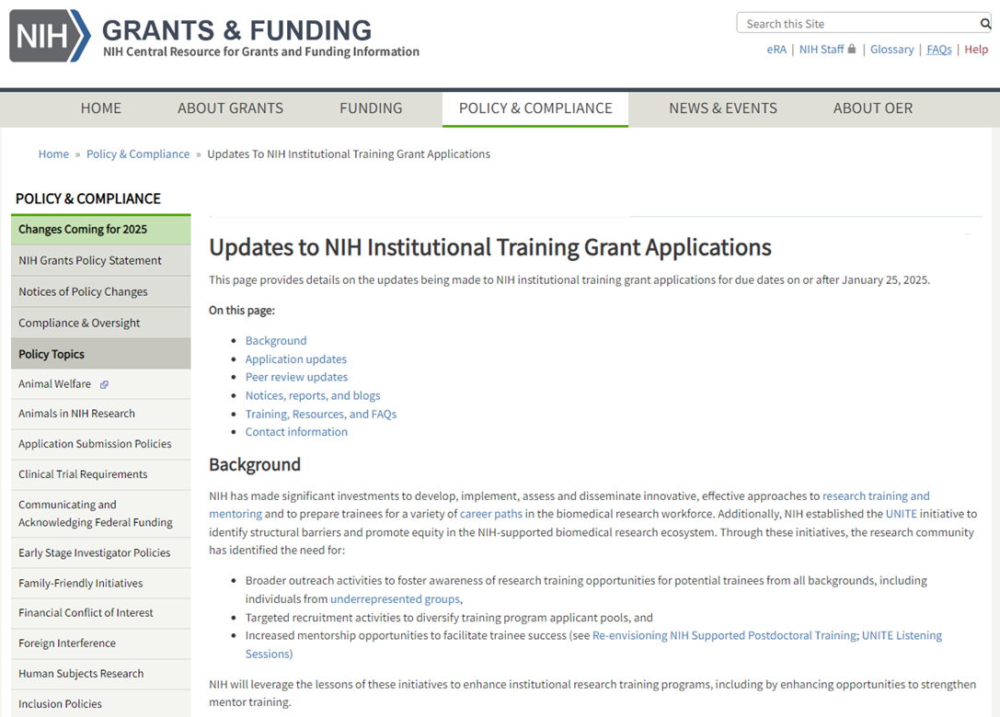 NIH
GRANTS & FUNDING
NIH Central Resource for Grants and Funding Information
Search this Site
eRA | NIH Staff | Glossary | FAQs | Help
HOME
ABOUT GRANTS
FUNDING
POLICY & COMPLIANCE
NEWS & EVENTS
ABOUT OER
Home » Policy & Compliance » Updates To NIH Institutional Training Grant Applications
POLICY & COMPLIANCE
Changes Coming for 2025
NIH Grants Policy Statement
Notices of Policy Changes
Compliance & Oversight
Policy Topics
Animal Welfare
Animals in NIH Research
Application Submission Policies
Clinical Trial Requirements
Communicating and
Acknowledging Federal Funding
Early Stage Investigator Policies
Family-Friendly Initiatives
Financial Conflict of Interest
Foreign Interference
Human Subjects Research
Inclusion Policies
Updates to NIH Institutional Training Grant Applications
This page provides details on the updates being made to NIH institutional training grant applications for due dates on or after January 25, 2025.
On this page:
• Background
• Application updates
• Peer review updates
• Notices, reports, and blogs
• Training, Resources, and FAQs
• Contact information
Background
NIH has made significant investments to develop, implement, assess and disseminate innovative, effective approaches to research training and
mentoring and to prepare trainees for a variety of career paths in the biomedical research workforce. Additionally, NIH established the UNITE initiative to
identify structural barriers and promote equity in the NIH-supported biomedical research ecosystem. Through these initiatives, the research community
has identified the need for:
• Broader outreach activities to foster awareness of research training opportunities for potential trainees from all backgrounds, including
individuals from underrepresented groups,
• Targeted recruitment activities to diversify training program applicant pools, and
• Increased mentorship opportunities to facilitate trainee success (see Re-envisioning NIH Supported Postdoctoral Training; UNITE Listening
Sessions)
NIH will leverage the lessons of these initiatives to enhance institutional research training programs, including by enhancing opportunities to strengthen
mentor training.